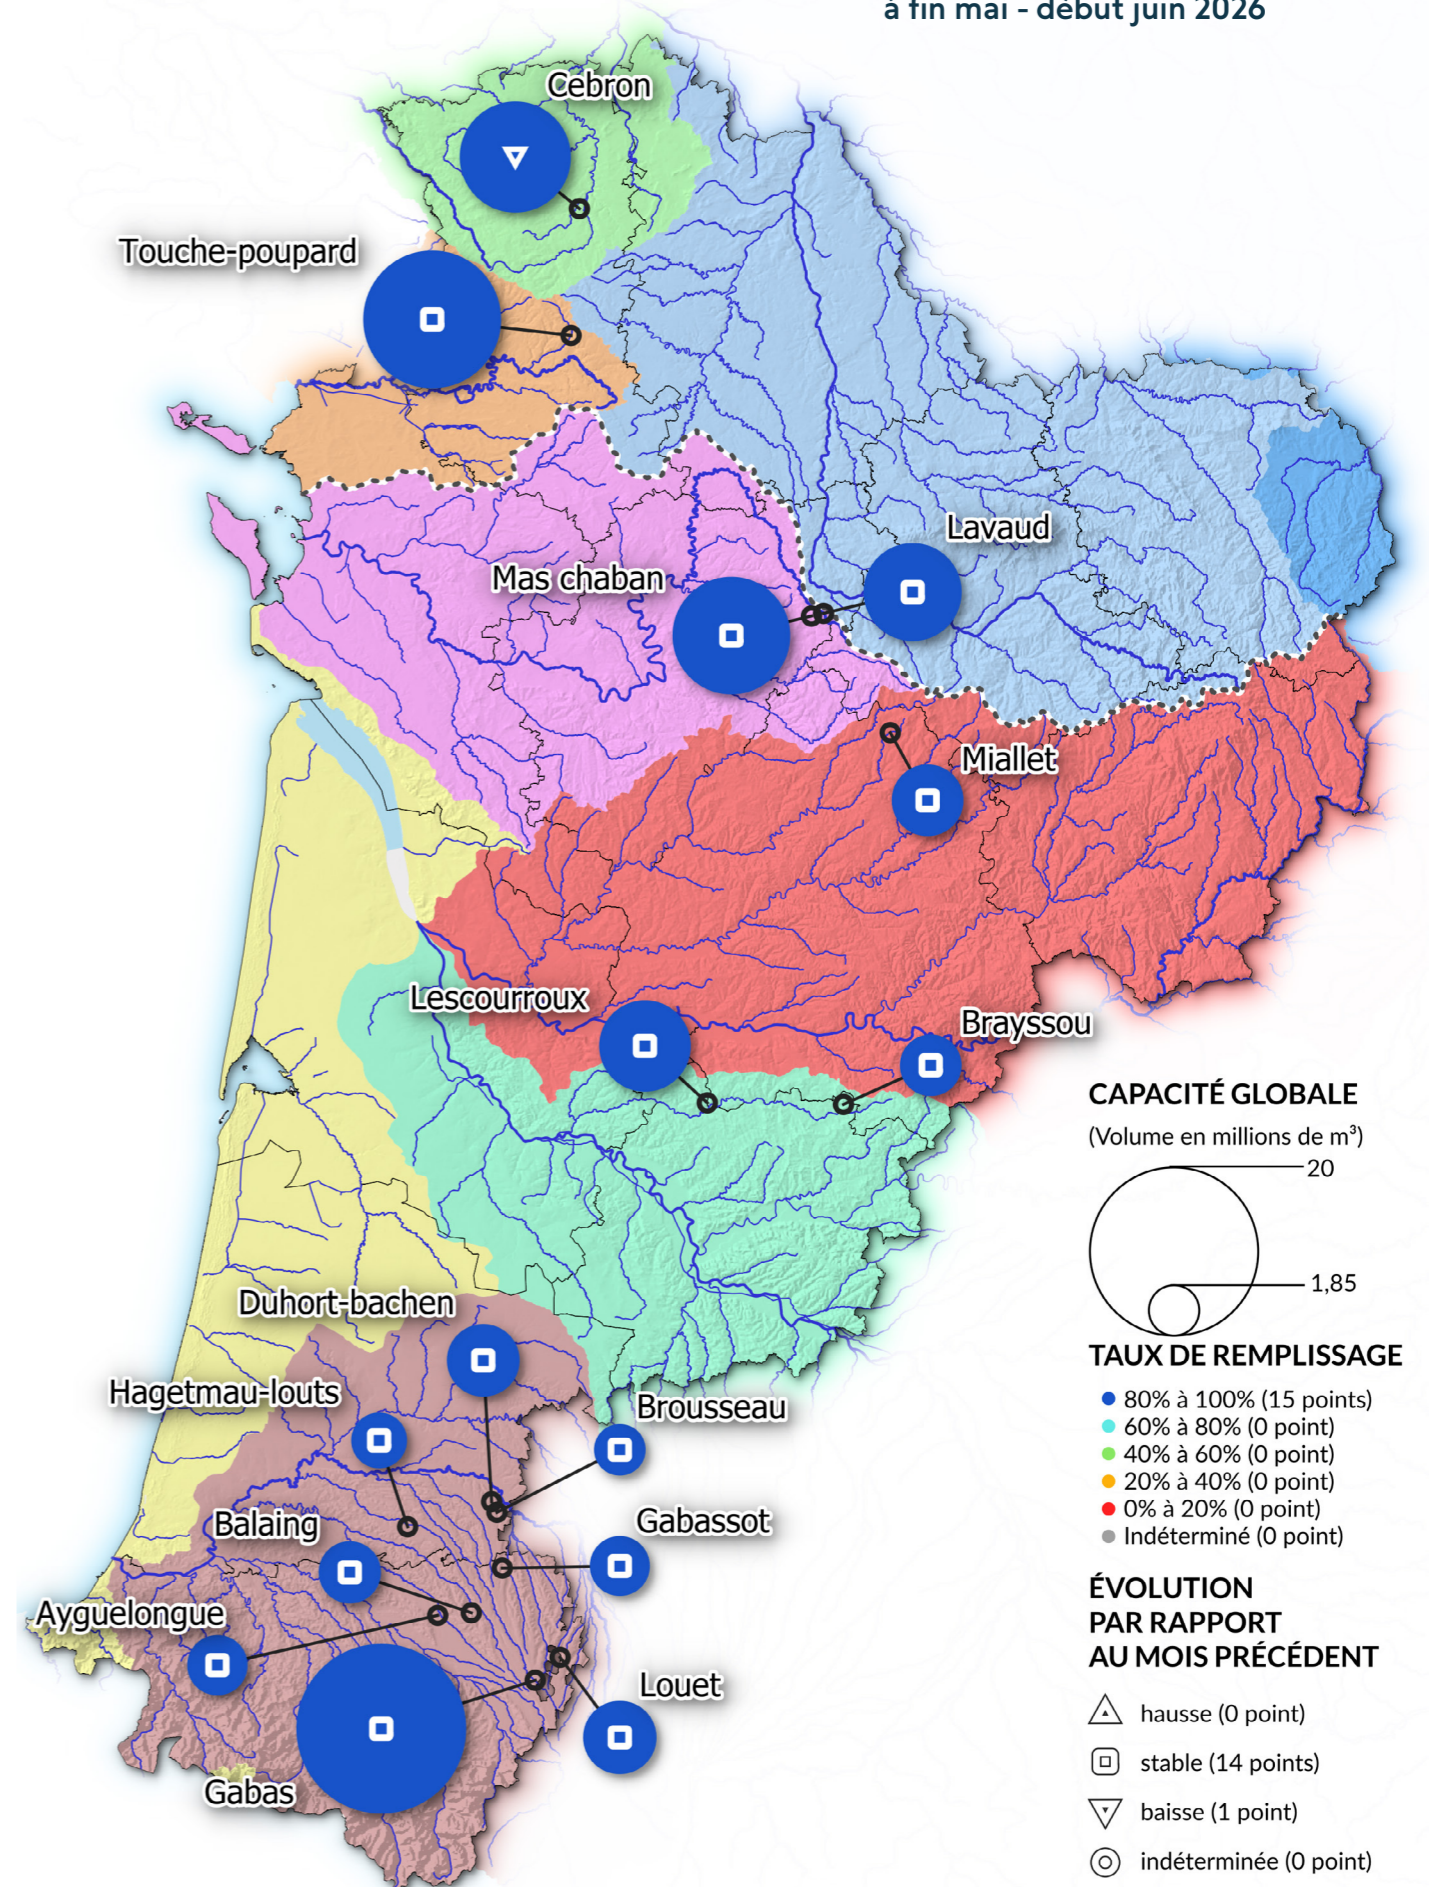 à fin mai - début juin 2026
Cebron
Touche-poupard
Lavaud
Mas chaban
Miallet
Lescourroux
Brayssou
CAPACITÉ GLOBALE
(Volume en millions de m³)
20
1,85
TAUX DE REMPLISSAGE
80% à 100% (15 points)
60% à 80% (0 point)
40% à 60% (0 point)
20% à 40% (0 point)
0% à 20% (0 point)
Indéterminé (0 point)
Duhort-bachen
Hagetmau-louts
Brousseau
Balaing
Gabassot
Ayguelongue
Louet
Gabas
ÉVOLUTION
PAR RAPPORT
AU MOIS PRÉCÉDENT
hausse (0 point)
stable (14 points)
baisse (1 point)
indéterminée (0 point)